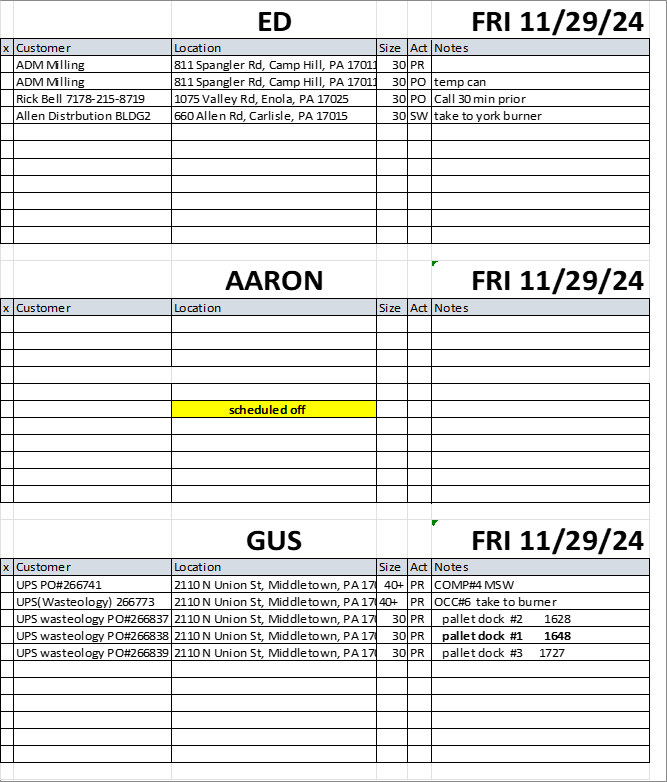 ED FRI 11/29/24
x Customer Location Size Act Notes
ADM Milling 811 Spangler Rd, Camp Hill, PA 17011 30 PR
ADM Milling 811 Spangler Rd, Camp Hill, PA 17011 30 PO temp can
Rick Bell 7178-215-8719 1075 Valley Rd, Enola, PA 17025 30 PO Call 30 min prior
Allen Distrbution BLDG2 660 Allen Rd, Carlisle, PA 17015 30 SW take to york burner
AARON FRI 11/29/24
x Customer Location Size Act Notes
scheduled off
GUS FRI 11/29/24
x Customer Location Size Act Notes
UPS PO#266741 2110 N Union St, Middletown, PA 170 40+ PR COMP#4 MSW
UPS(Wasteology) 266773 2110 N Union St, Middletown, PA 170 40+ PR OCC#6 take to burner
UPS wasteology PO#266837 2110 N Union St, Middletown, PA 170 30 PR pallet dock #2 1628
UPS wasteology PO#266838 2110 N Union St, Middletown, PA 170 30 PR pallet dock #1 1648
UPS wasteology PO#266839 2110 N Union St, Middletown, PA 170 30 PR pallet dock #3 1727